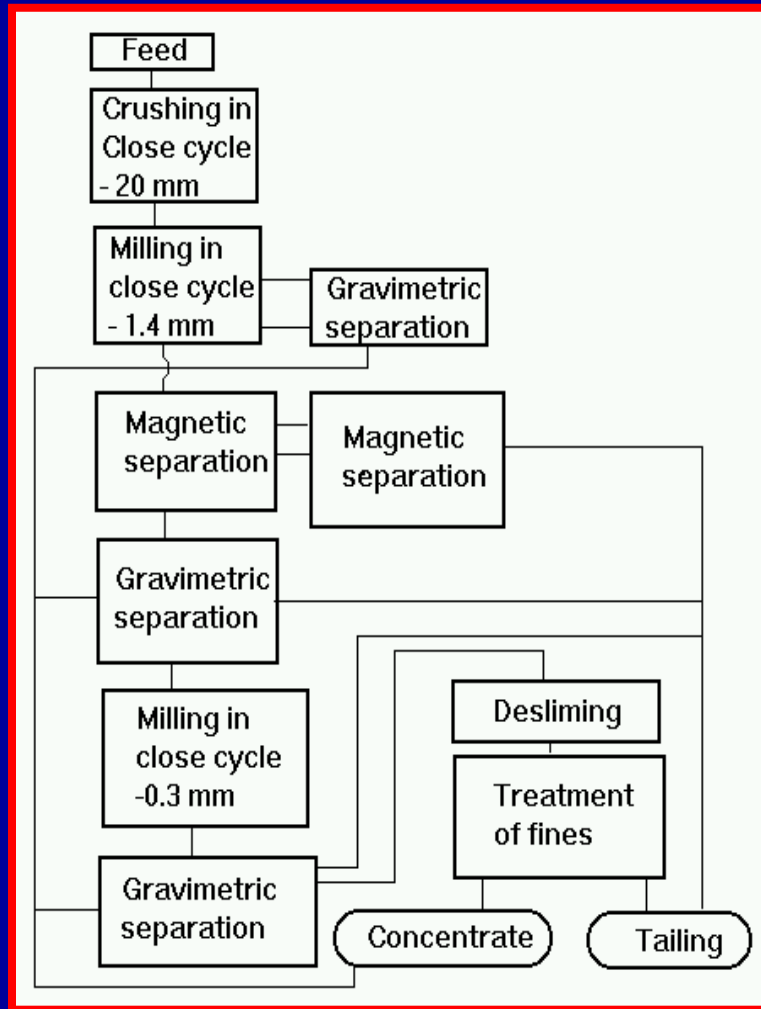 Feed
Crushing in
Close cycle
- 20 mm
Milling in
close cycle
- 1.4 mm
Gravimetric
separation
Magnetic
separation
Magnetic
separation
Gravimetric
separation
Milling in
close cycle
-0.3 mm
Desliming
Treatment
of fines
Gravimetric
separation
Concentrate
Tailing